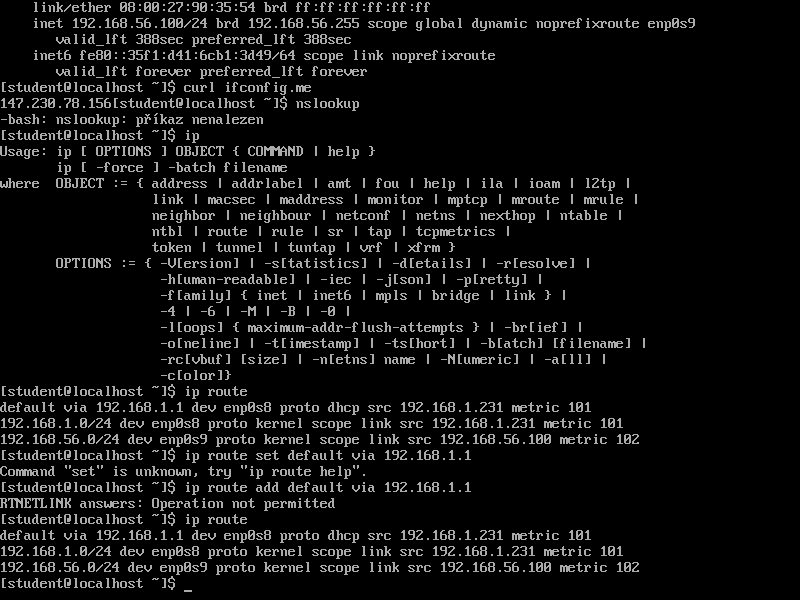 link/ether 08:00:27:90:35:54 brd ff:ff:ff:ff:ff:ff
inet 192.168.56.100/24 brd 192.168.56.255 scope global dynamic noprefixroute enp0s9
valid_lft 388sec preferred_lft 388sec
inet6 fe80::35f1:d41:6cb1:3d49/64 scope link noprefixroute
valid_lft forever preferred_lft forever
[student@localhost ~]$ curl ifconfig.me
147.230.78.156[student@localhost ~]$ nslookup
-bash: nslookup: příkaz nenalezen
[student@localhost ~]$ ip
Usage: ip [ OPTIONS ] OBJECT { COMMAND | help }
ip [ -force ] -batch filename
where  OBJECT := { address | addrlabel | amt | fou | help | ila | ioam | l2tp |
link | macsec | maddress | monitor | mptcp | mroute | mrule |
neighbor | neighbour | netconf | netns | nexthop | ntable |
ntbl | route | rule | sr | tap | tcpmetrics |
token | tunnel | tuntap | vrf | xfrm }
OPTIONS := { -V[ersion] | -s[tatistics] | -d[etails] | -r[esolve] |
-h[uman-readable] | -iec | -j[son] | -p[retty] |
-f[amily] { inet | inet6 | mpls | bridge | link } |
-4 | -6 | -M | -B | -0 |
-l[oops] { maximum-addr-flush-attempts } | -br[ief] |
-o[neline] | -t[imestamp] | -ts[hort] | -b[atch] [filename] |
-rc[vbuf] [size] | -n[etns] name | -N[umeric] | -a[ll] |
-c[olor]}
[student@localhost ~]$ ip route
default via 192.168.1.1 dev enp0s8 proto dhcp src 192.168.1.231 metric 101
192.168.1.0/24 dev enp0s8 proto kernel scope link src 192.168.1.231 metric 101
192.168.56.0/24 dev enp0s9 proto kernel scope link src 192.168.56.100 metric 102
[student@localhost ~]$ ip route set default via 192.168.1.1
Command "set" is unknown, try "ip route help".
[student@localhost ~]$ ip route add default via 192.168.1.1
RTNETLINK answers: Operation not permitted
[student@localhost ~]$ ip route
default via 192.168.1.1 dev enp0s8 proto dhcp src 192.168.1.231 metric 101
192.168.1.0/24 dev enp0s8 proto kernel scope link src 192.168.1.231 metric 101
192.168.56.0/24 dev enp0s9 proto kernel scope link src 192.168.56.100 metric 102
[student@localhost ~]$ _